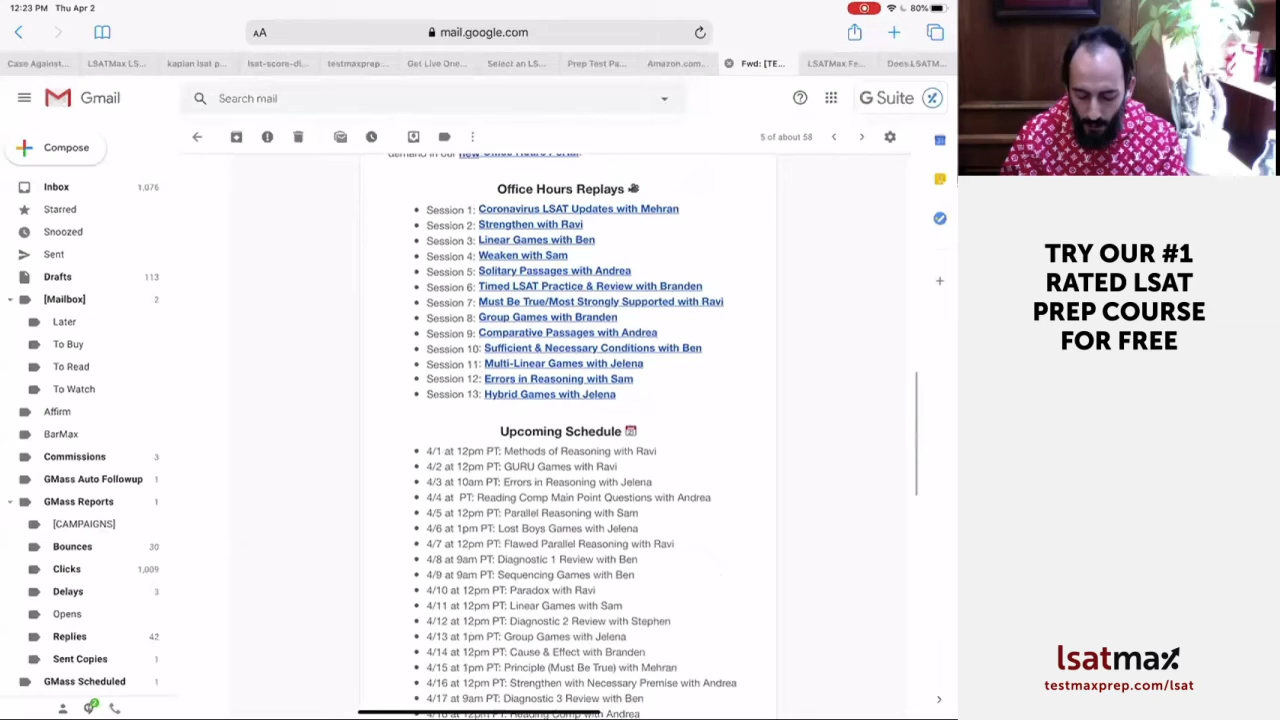 12:23 PM Thu Apr 2
80%
AA
mail.google.com
Case Against...
LSATMax LS...
kaplan lsat p...
lsat-score-di...
testmaxprep...
Get Live One...
Select an LS...
Prep Test Pa...
Amazon.com...
Fwd: [TE...
LSATMax Fe...
Does LSATM...
Gmail
Search mail
G Suite
Compose
5 of about 58
Inbox 1,076
Starred
Snoozed
Sent
Drafts 113
[Mailbox] 2
Later
To Buy
To Read
To Watch
Affirm
BarMax
Commissions 3
GMass Auto Followup 1
GMass Reports 1
[CAMPAIGNS]
Bounces 30
Clicks 1,009
Delays 3
Opens
Replies 42
Sent Copies 1
GMass Scheduled 1
demand in our new Office Hours Portal.
Office Hours Replays
Session 1: Coronavirus LSAT Updates with Mehran
Session 2: Strengthen with Ravi
Session 3: Linear Games with Ben
Session 4: Weaken with Sam
Session 5: Solitary Passages with Andrea
Session 6: Timed LSAT Practice & Review with Branden
Session 7: Must Be True/Most Strongly Supported with Ravi
Session 8: Group Games with Branden
Session 9: Comparative Passages with Andrea
Session 10: Sufficient & Necessary Conditions with Ben
Session 11: Multi-Linear Games with Jelena
Session 12: Errors in Reasoning with Sam
Session 13: Hybrid Games with Jelena
Upcoming Schedule
4/1 at 12pm PT: Methods of Reasoning with Ravi
4/2 at 12pm PT: GURU Games with Ravi
4/3 at 10am PT: Errors in Reasoning with Jelena
4/4 at PT: Reading Comp Main Point Questions with Andrea
4/5 at 12pm PT: Parallel Reasoning with Sam
4/6 at 1pm PT: Lost Boys Games with Jelena
4/7 at 12pm PT: Flawed Parallel Reasoning with Ravi
4/8 at 9am PT: Diagnostic 1 Review with Ben
4/9 at 9am PT: Sequencing Games with Ben
4/10 at 12pm PT: Paradox with Ravi
4/11 at 12pm PT: Linear Games with Sam
4/12 at 12pm PT: Diagnostic 2 Review with Stephen
4/13 at 1pm PT: Group Games with Jelena
4/14 at 12pm PT: Cause & Effect with Branden
4/15 at 1pm PT: Principle (Must Be True) with Mehran
4/16 at 12pm PT: Strengthen with Necessary Premise with Andrea
4/17 at 9am PT: Diagnostic 3 Review with Ben
4/18 at 12pm PT: Reading Comp with Andrea
TRY OUR #1
RATED LSAT
PREP COURSE
FOR FREE
lsatmax
testmaxprep.com/lsat